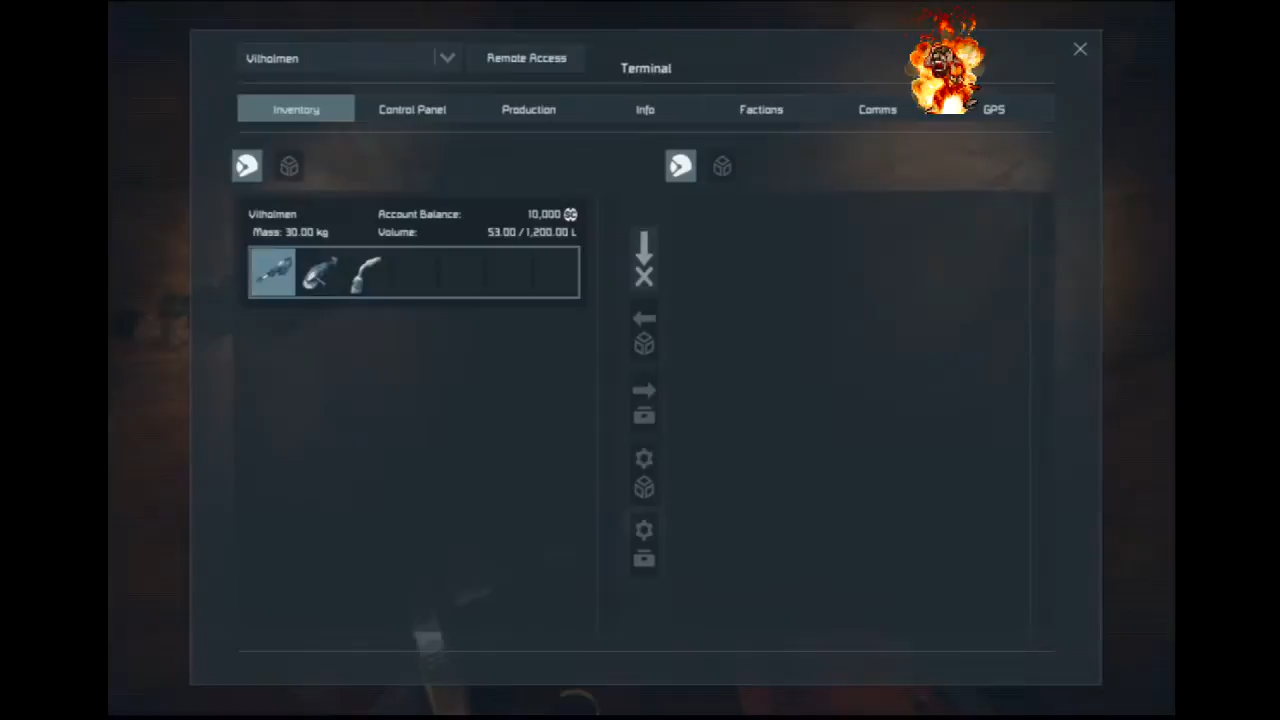 Vilholmen
Remote Access
Terminal
Inventory
Control Panel
Production
Info
Factions
Comms
GPS
Vilholmen
Account Balance:
10,000 SC
Mass: 30.00 kg
Volume:
53.00 / 1,200.00 L